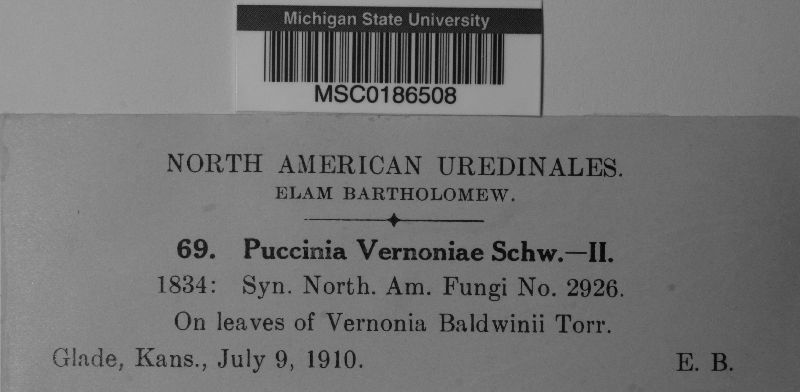 Michigan State University
MSC0186508
NORTH AMERICAN UREDINALES.
ELAM BARTHOLOMEW.
69. Puccinia Vernoniae Schw.—II.
1834: Syn. North. Am. Fungi No. 2926.
On leaves of Vernonia Baldwinii Torr.
Glade, Kans., July 9, 1910. E. B.